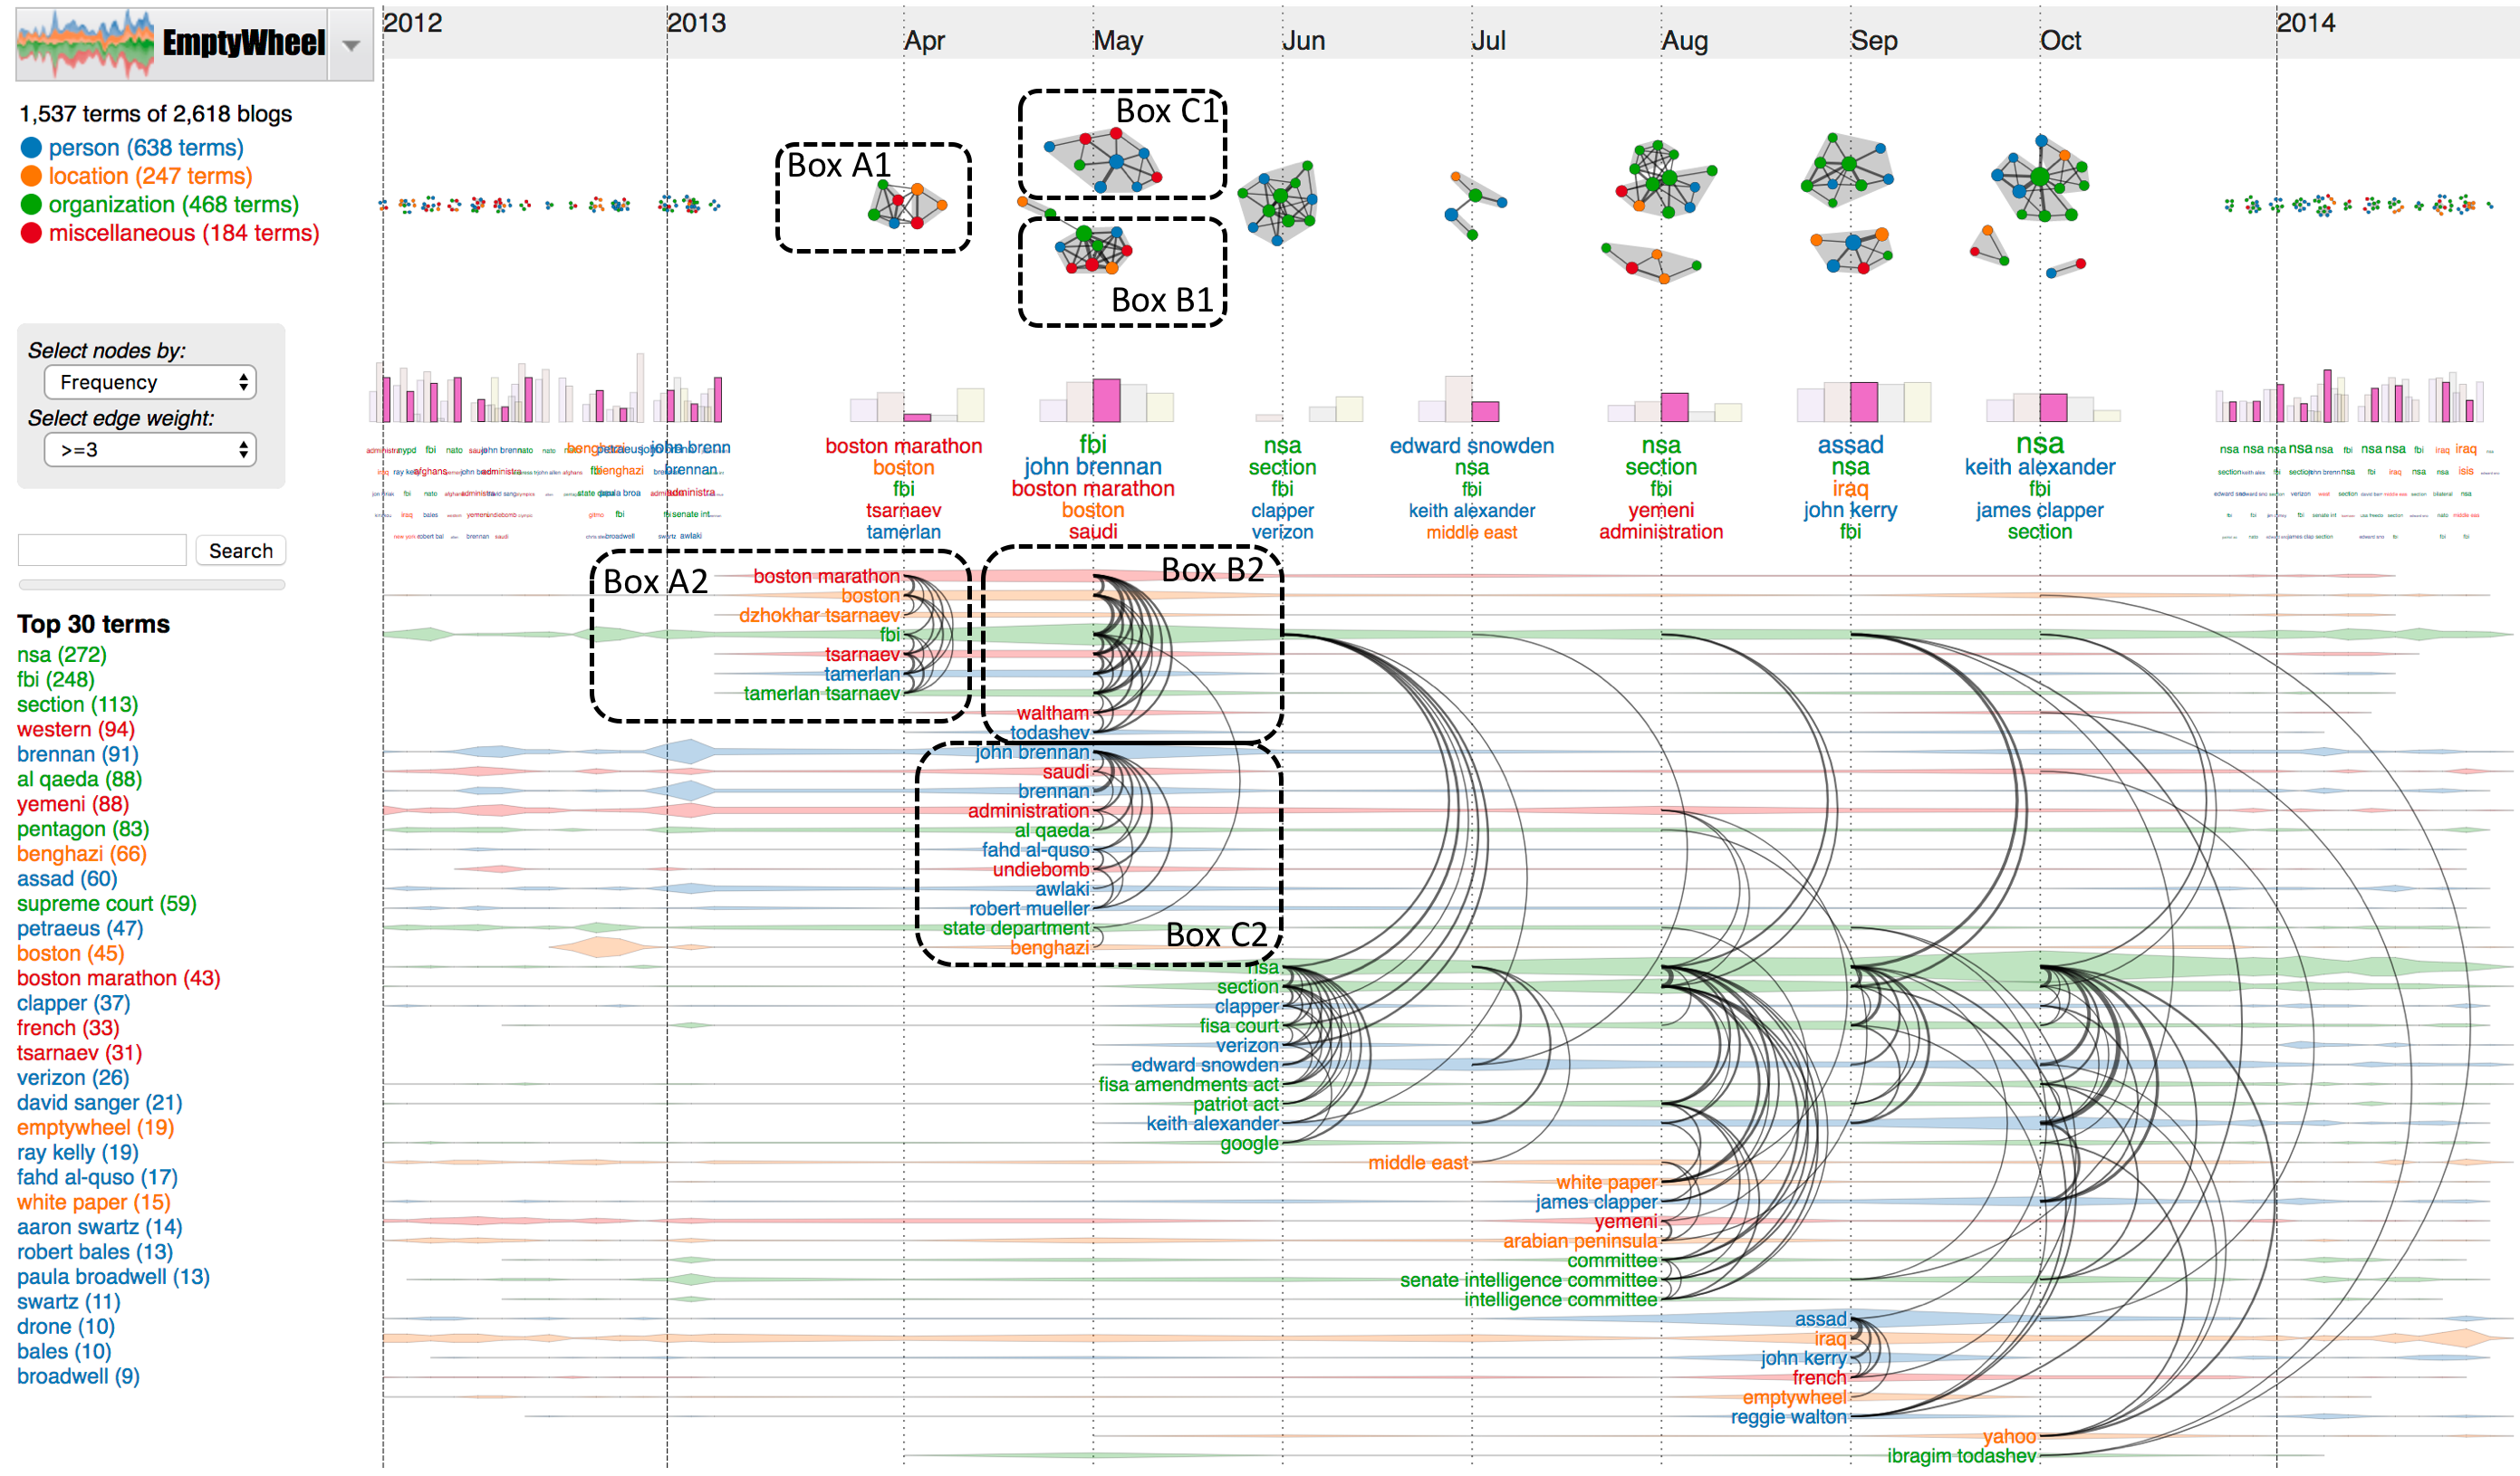 EmptyWheel
2012
2013
Apr
May
Jun
Jul
Aug
Sep
Oct
2014
1,537 terms of 2,618 blogs
person (638 terms)
location (247 terms)
organization (468 terms)
miscellaneous (184 terms)
Box A1
Box C1
Box B1
Select nodes by:
Frequency
Select edge weight:
>=3
Search
boston marathon
boston
fbi
tsarnaev
tamerlan
fbi
john brennan
boston marathon
boston
saudi
nsa
section
fbi
clapper
verizon
edward snowden
nsa
fbi
keith alexander
middle east
nsa
section
fbi
yemeni
administration
assad
nsa
iraq
john kerry
fbi
nsa
keith alexander
fbi
james clapper
section
Box A2
boston marathon
boston
dzhokhar tsarnaev
fbi
tsarnaev
tamerlan
tamerlan tsarnaev
Box B2
waltham
todashev
john brennan
saudi
brennan
administration
al qaeda
fahd al-quso
undiebomb
awlaki
robert mueller
state department
benghazi
Box C2
nsa
section
clapper
fisa court
verizon
edward snowden
fisa amendments act
patriot act
keith alexander
google
middle east
white paper
james clapper
yemeni
arabian peninsula
committee
senate intelligence committee
intelligence committee
assad
iraq
john kerry
french
emptywheel
reggie walton
yahoo
ibragim todashev
Top 30 terms
nsa (272)
fbi (248)
section (113)
western (94)
brennan (91)
al qaeda (88)
yemeni (88)
pentagon (83)
benghazi (66)
assad (60)
supreme court (59)
petraeus (47)
boston (45)
boston marathon (43)
clapper (37)
french (33)
tsarnaev (31)
verizon (26)
david sanger (21)
emptywheel (19)
ray kelly (19)
fahd al-quso (17)
white paper (15)
aaron swartz (14)
robert bales (13)
paula broadwell (13)
swartz (11)
drone (10)
bales (10)
broadwell (9)